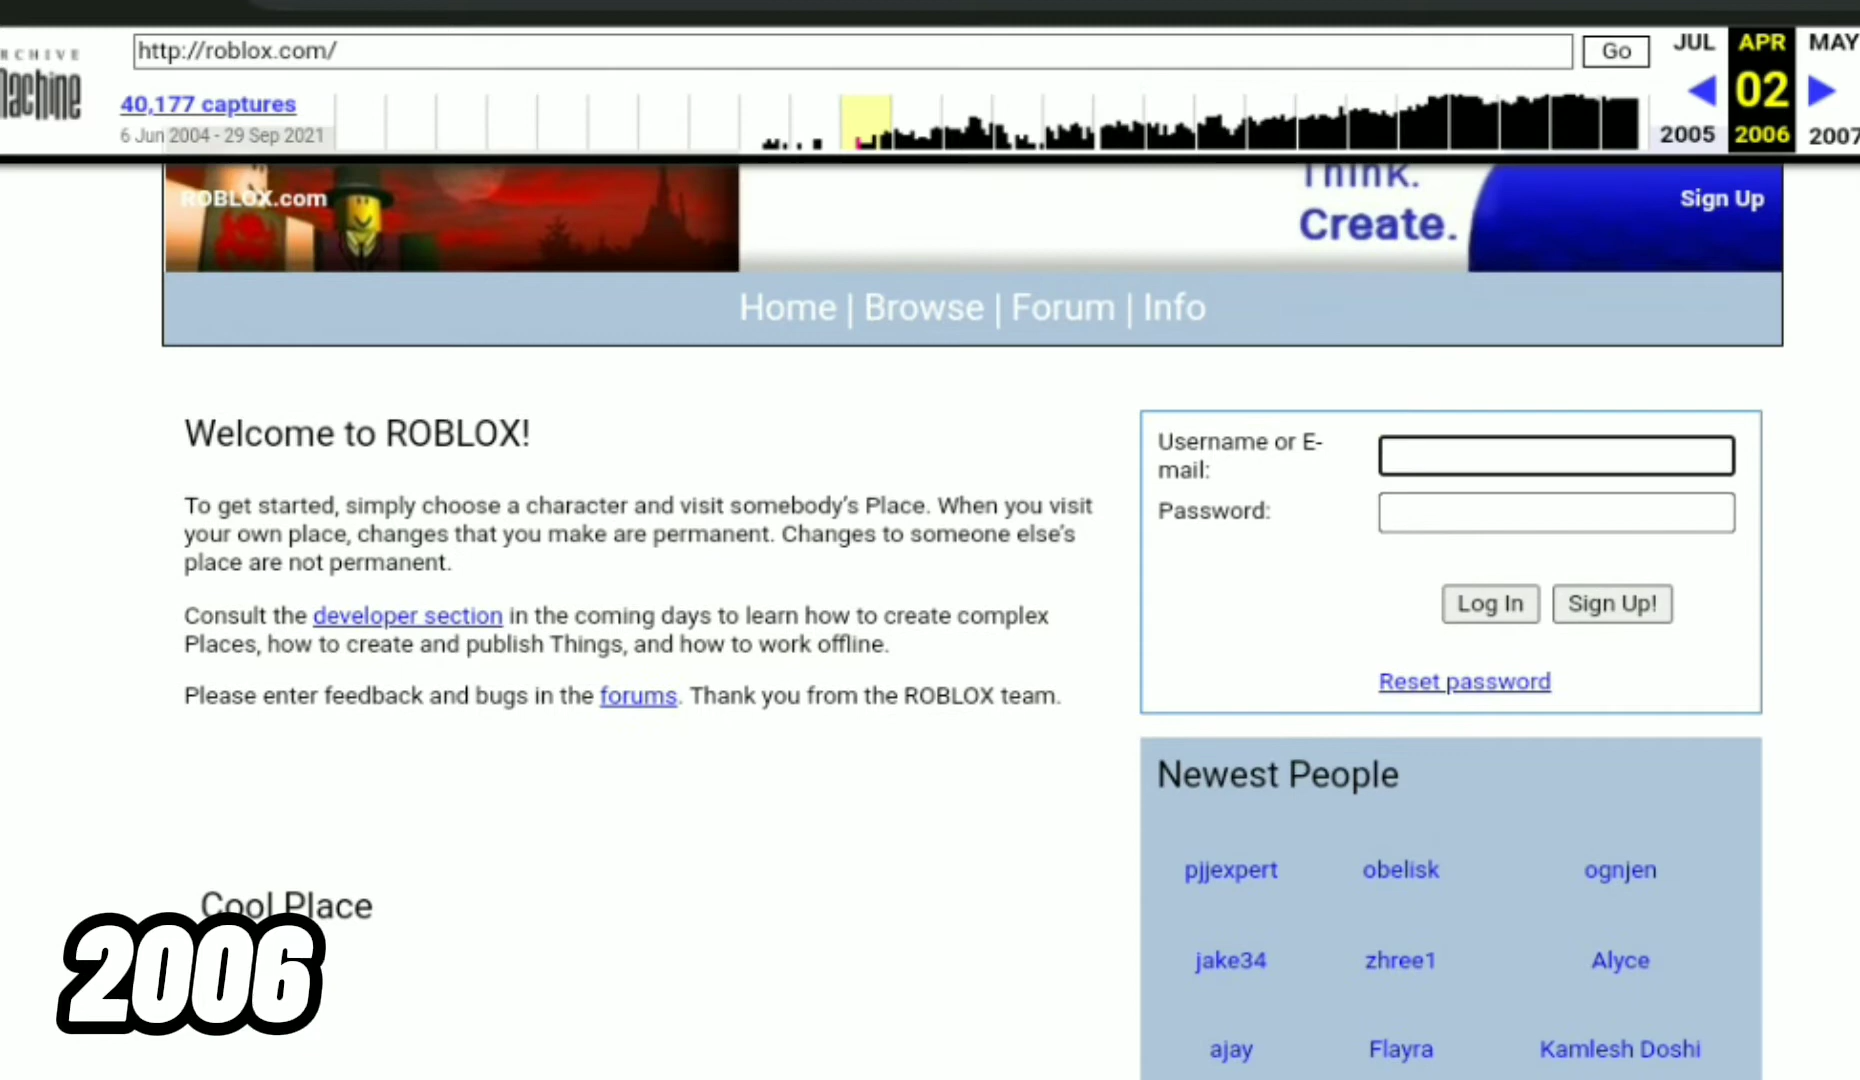 RCHIVE
http://roblox.com/
Go
JUL APR MAY
achine
40,177 captures
02
6 Jun 2004 - 29 Sep 2021
2005 2006 2007
ROBLOX.com
Think.
Create.
Sign Up
Home | Browse | Forum | Info
Welcome to ROBLOX!
To get started, simply choose a character and visit somebody's Place. When you visit
your own place, changes that you make are permanent. Changes to someone else's
place are not permanent.
Consult the developer section in the coming days to learn how to create complex
Places, how to create and publish Things, and how to work offline.
Please enter feedback and bugs in the forums. Thank you from the ROBLOX team.
Username or E-
mail:
Password:
Log In Sign Up!
Reset password
Newest People
pjjexpert obelisk ognjen
jake34 zhree1 Alyce
ajay Flayra Kamlesh Doshi
Cool Place
2006